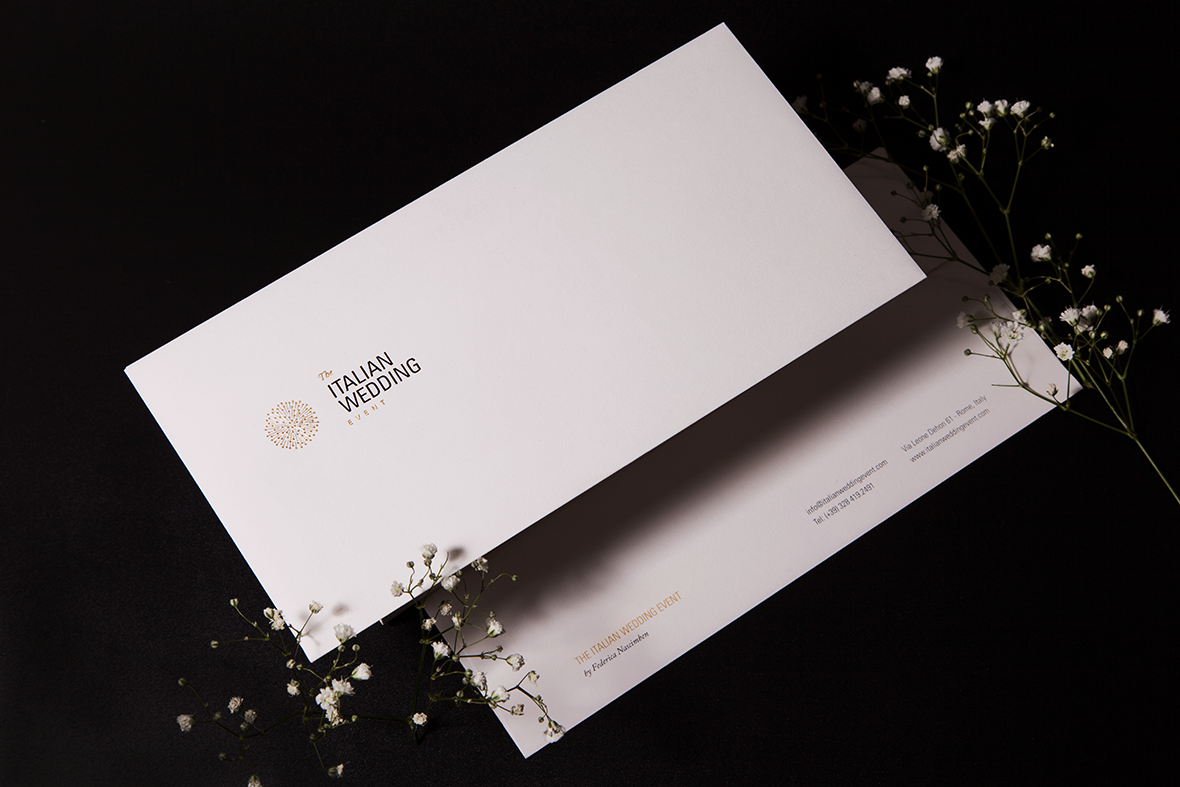 The
ITALIAN
WEDDING
EVENT
THE ITALIAN WEDDING EVENT
by Federica Nascimben
info@italianweddingevent.com
Tel: (+39) 328 419 2491
Via Leone Dehon 61 - Rome, Italy
www.italianweddingevent.com